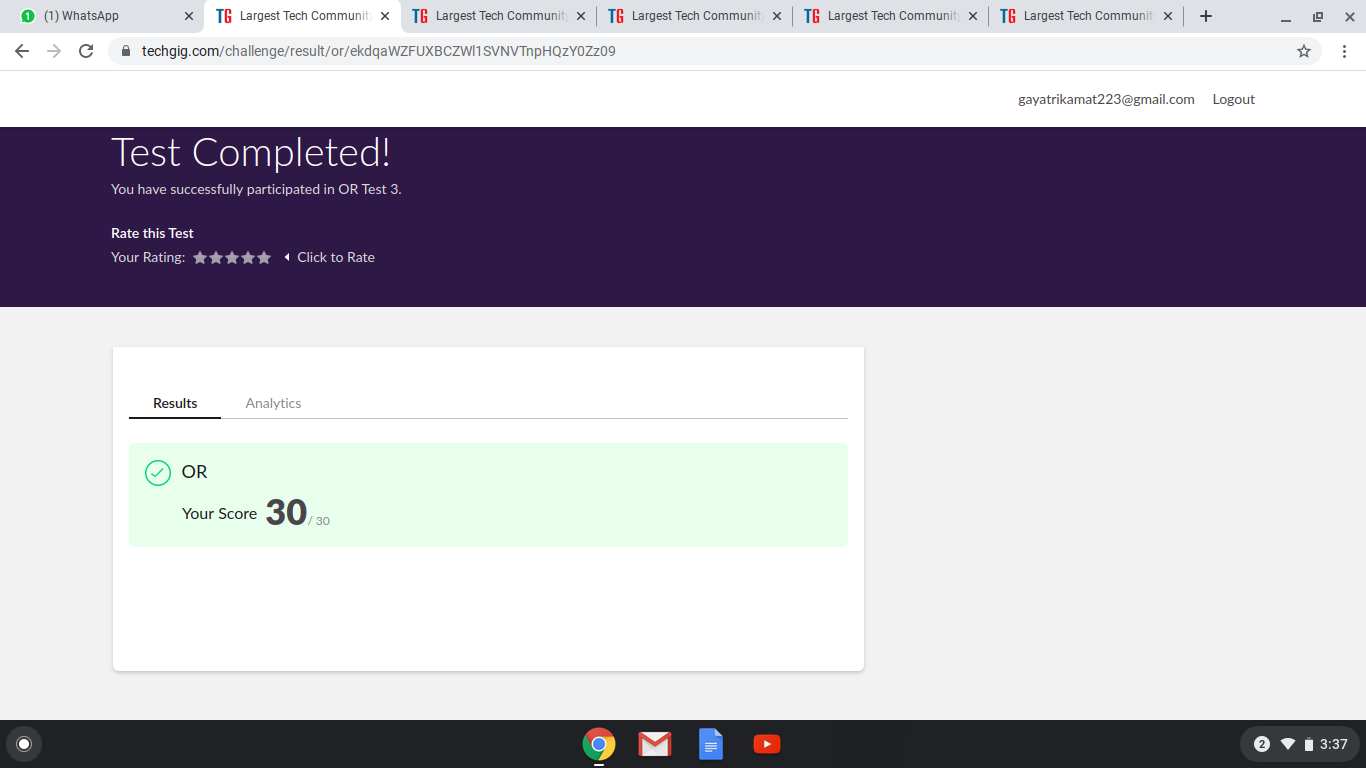 (1) WhatsApp
Largest Tech Community
Largest Tech Community
Largest Tech Community
Largest Tech Community
Largest Tech Communit
techgig.com/challenge/result/or/ekdqaWZFUXBCZWl1SVNVTnpHQzY0Zz09
gayatrikamat223@gmail.com Logout
Test Completed!
You have successfully participated in OR Test 3.
Rate this Test
Your Rating: Click to Rate
Results Analytics
OR
Your Score 30 / 30
2 3:37